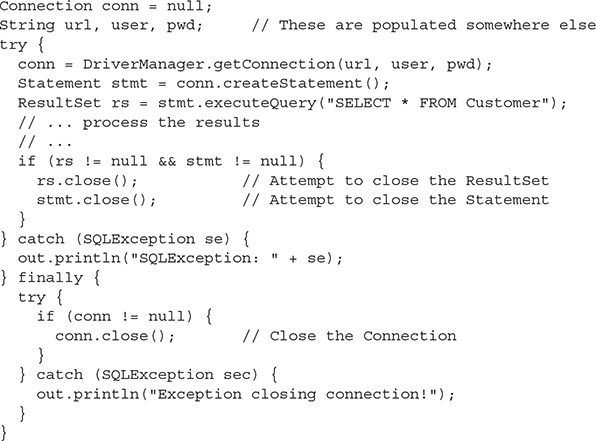 Connection conn = null;
String url, user, pwd;     // These are populated somewhere else
try {
  conn = DriverManager.getConnection(url, user, pwd);
  Statement stmt = conn.createStatement();
  ResultSet rs = stmt.executeQuery("SELECT * FROM Customer");
  // ... process the results
  // ...
  if (rs != null && stmt != null) {
    rs.close();           // Attempt to close the ResultSet
    stmt.close();         // Attempt to close the Statement
  }
} catch (SQLException se) {
  out.println("SQLException: " + se);
} finally {
  try {
    if (conn != null) {
      conn.close();       // Close the Connection
    }
  } catch (SQLException sec) {
    out.println("Exception closing connection!");
  }
}